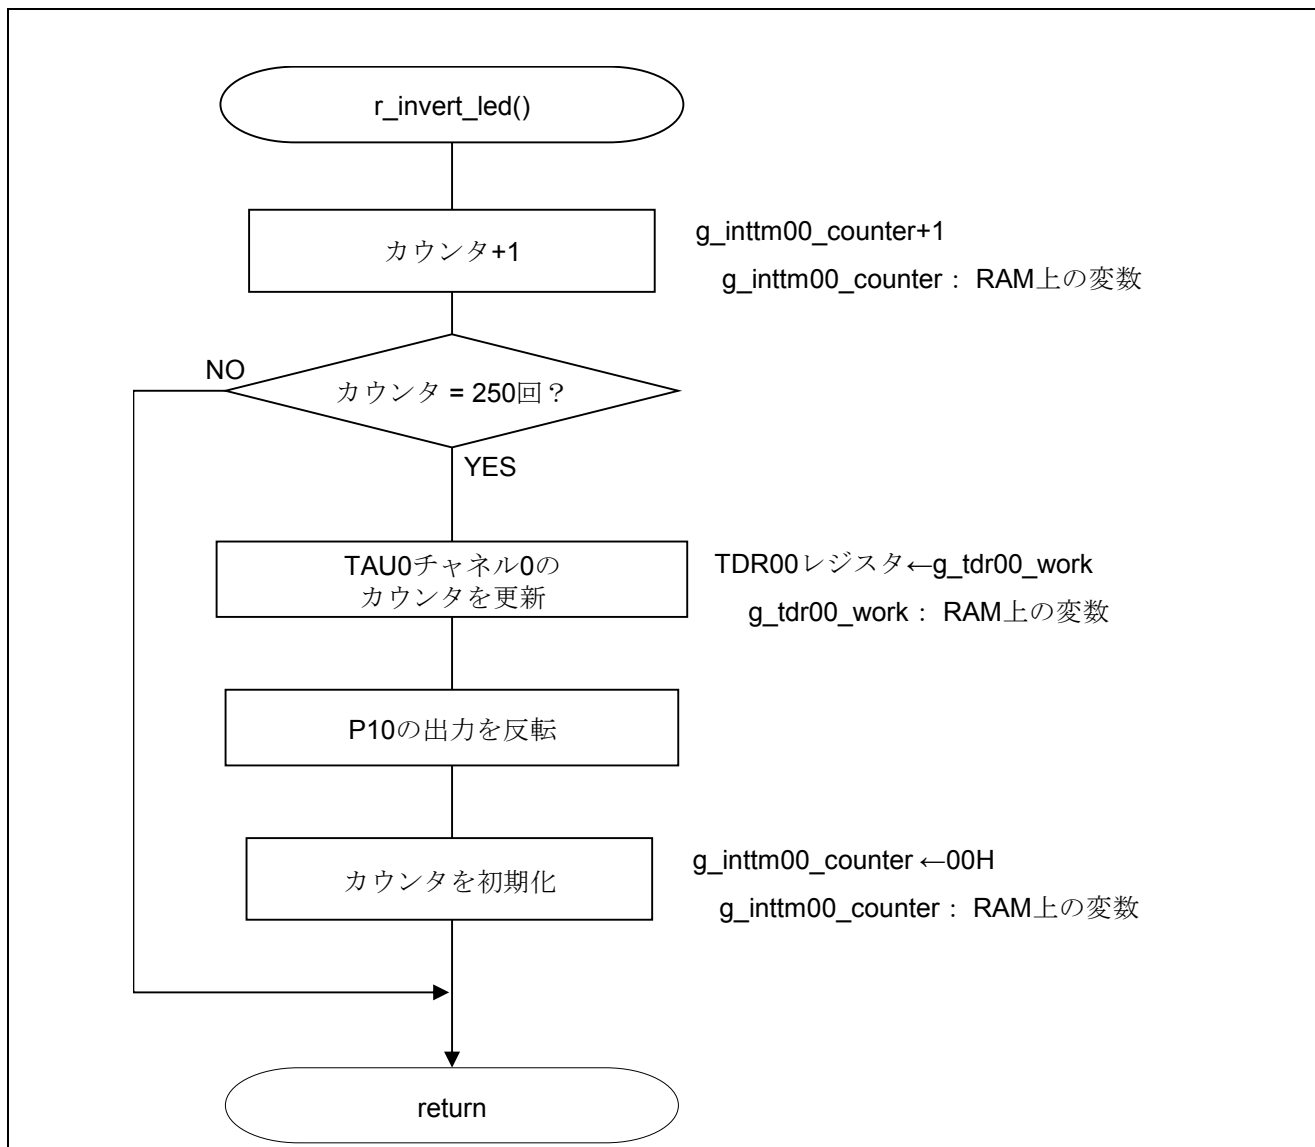 r_invert_led()
カウンタ+1
g_inttm00_counter+1
g_inttm00_counter： RAM上の変数
NO
カウンタ = 250回？
YES
TAU0チャネル0の
カウンタを更新
TDR00レジスタ←g_tdr00_work
g_tdr00_work： RAM上の変数
P10の出力を反転
カウンタを初期化
g_inttm00_counter ←00H
g_inttm00_counter： RAM上の変数
return